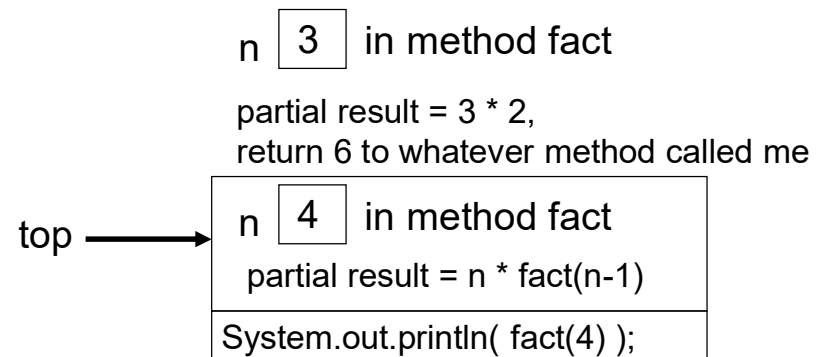 n 3 in method fact
partial result = 3 * 2,
return 6 to whatever method called me
top
n 4 in method fact
partial result = n * fact(n-1)
System.out.println( fact(4) );